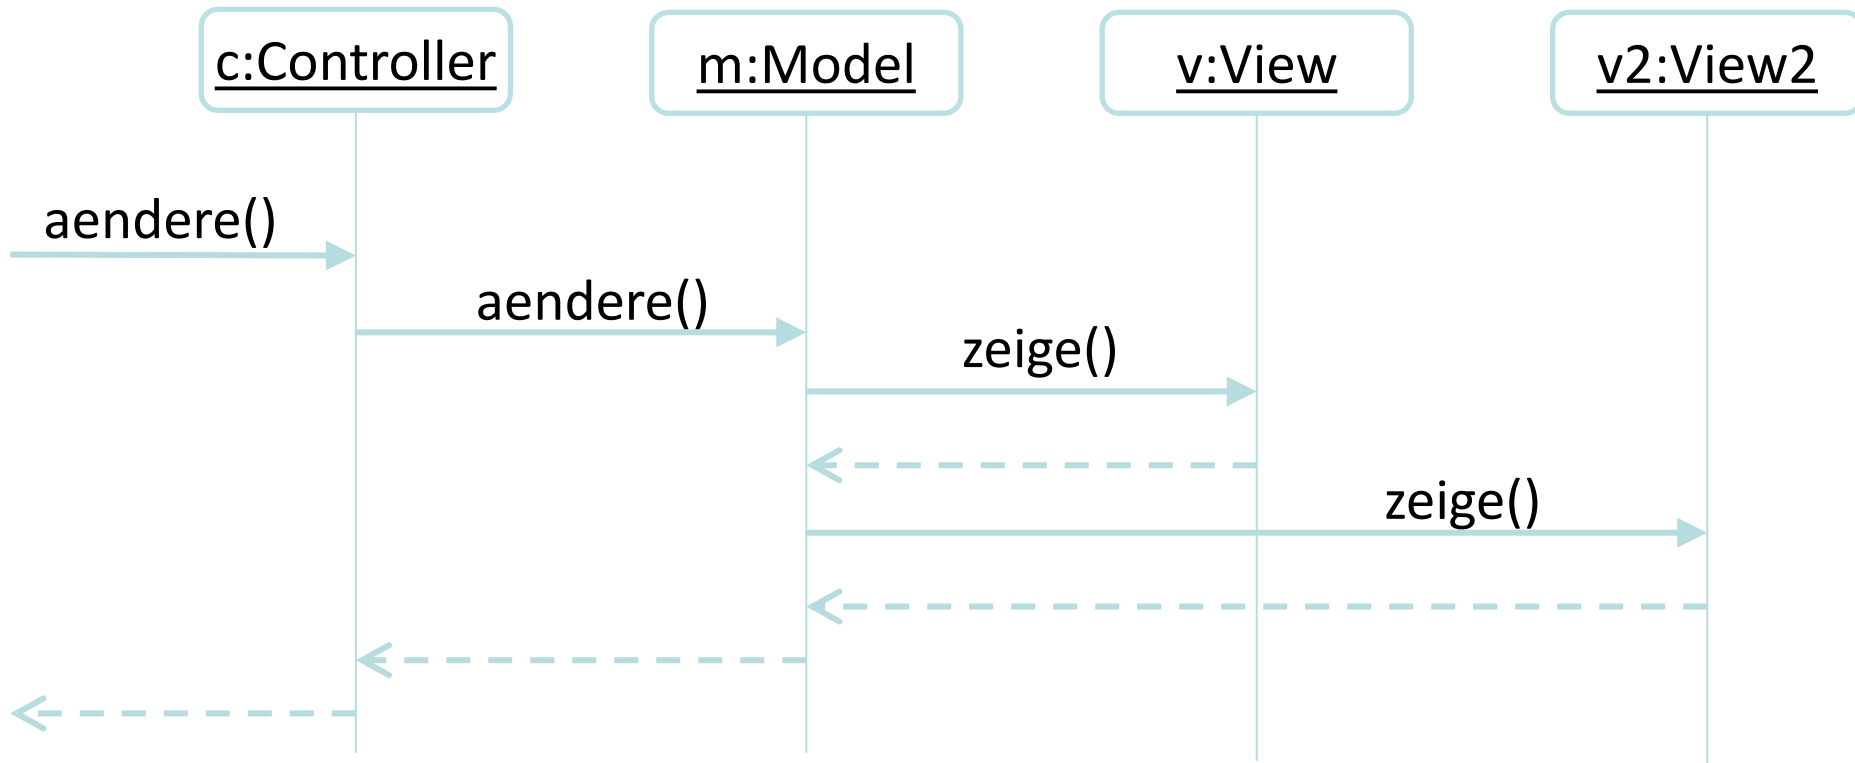 c:Controller
m:Model
v:View
v2:View2
aendere()
aendere()
zeige()
zeige()